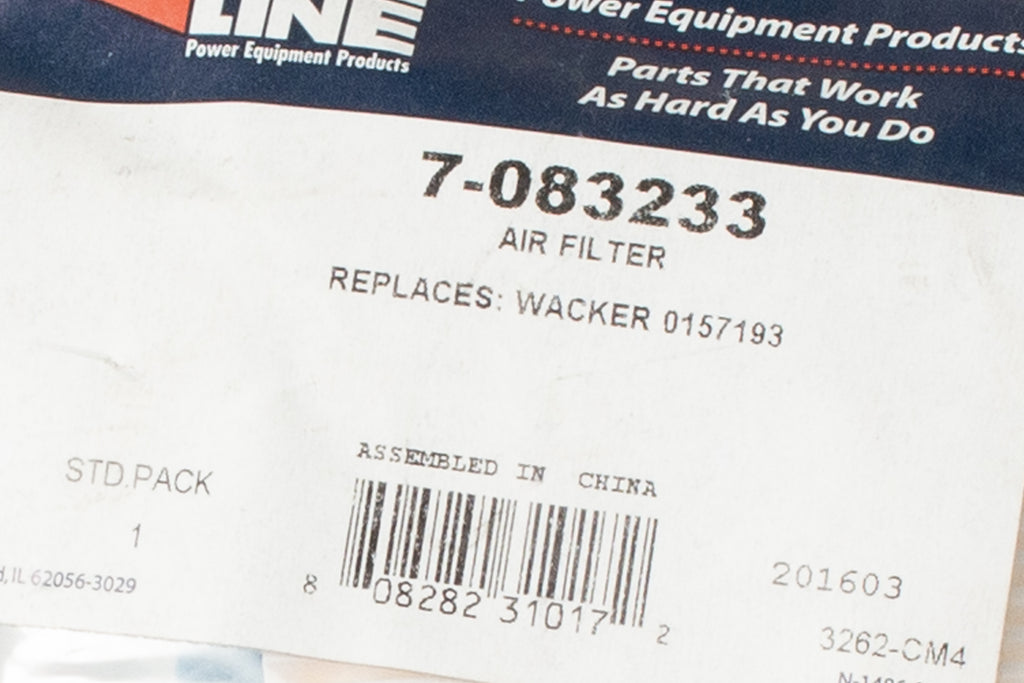 LINE
Power Equipment Products
Power Equipment Products
Parts That Work
As Hard As You Do
7-083233
AIR FILTER
REPLACES: WACKER 0157193
ASSEMBLED IN CHINA
STD.PACK
1
IL 62056-3029
8 08282 31017 2
201603
3262-CM4